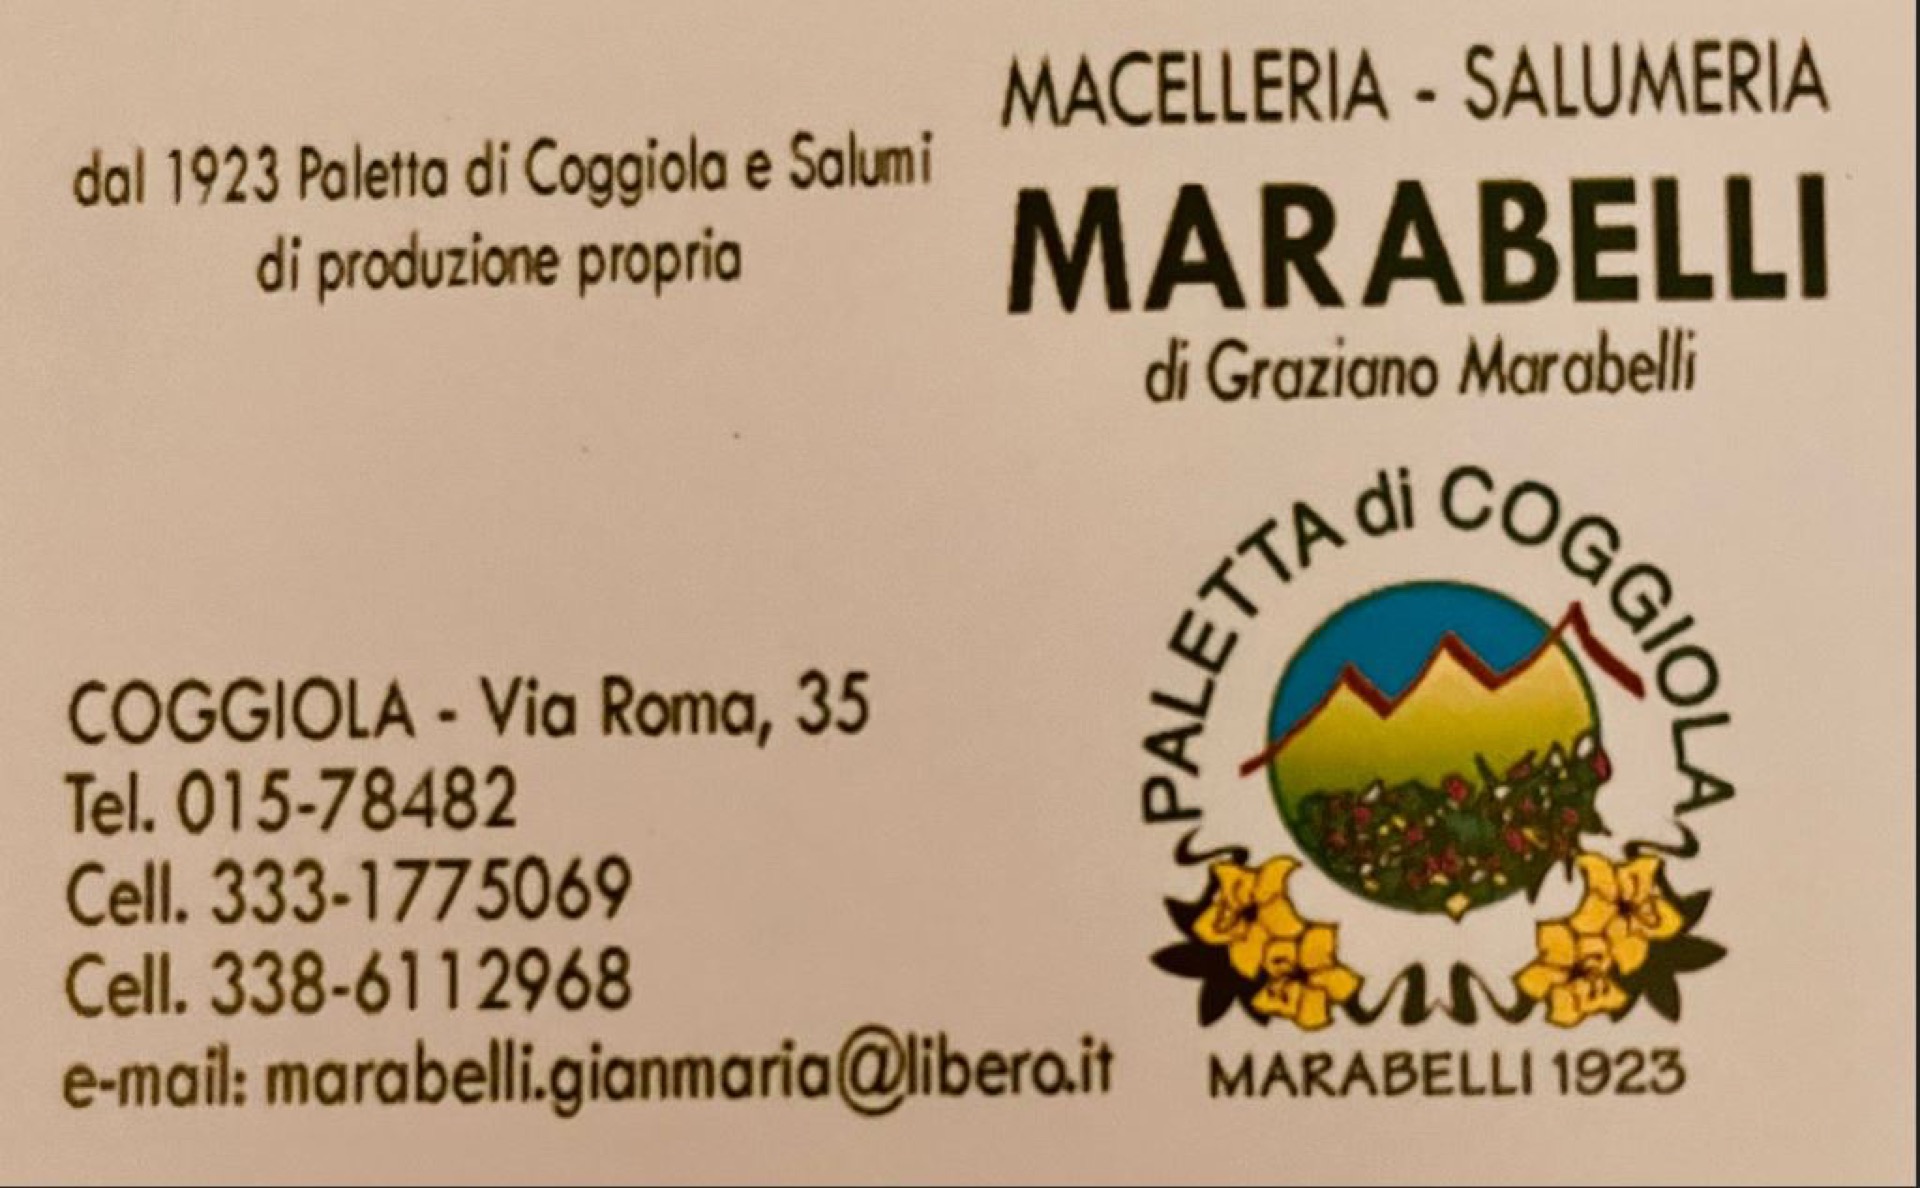 MACELLERIA - SALUMERIA
MARABELLI
di Graziano Marabelli
dal 1923 Paletta di Coggiola e Salumi
di produzione propria
PALETTA di COGGIOLA
MARABELLI 1923
COGGIOLA - Via Roma, 35
Tel. 015-78482
Cell. 333-1775069
Cell. 338-6112968
e-mail: marabelli.gianmaria@libero.it